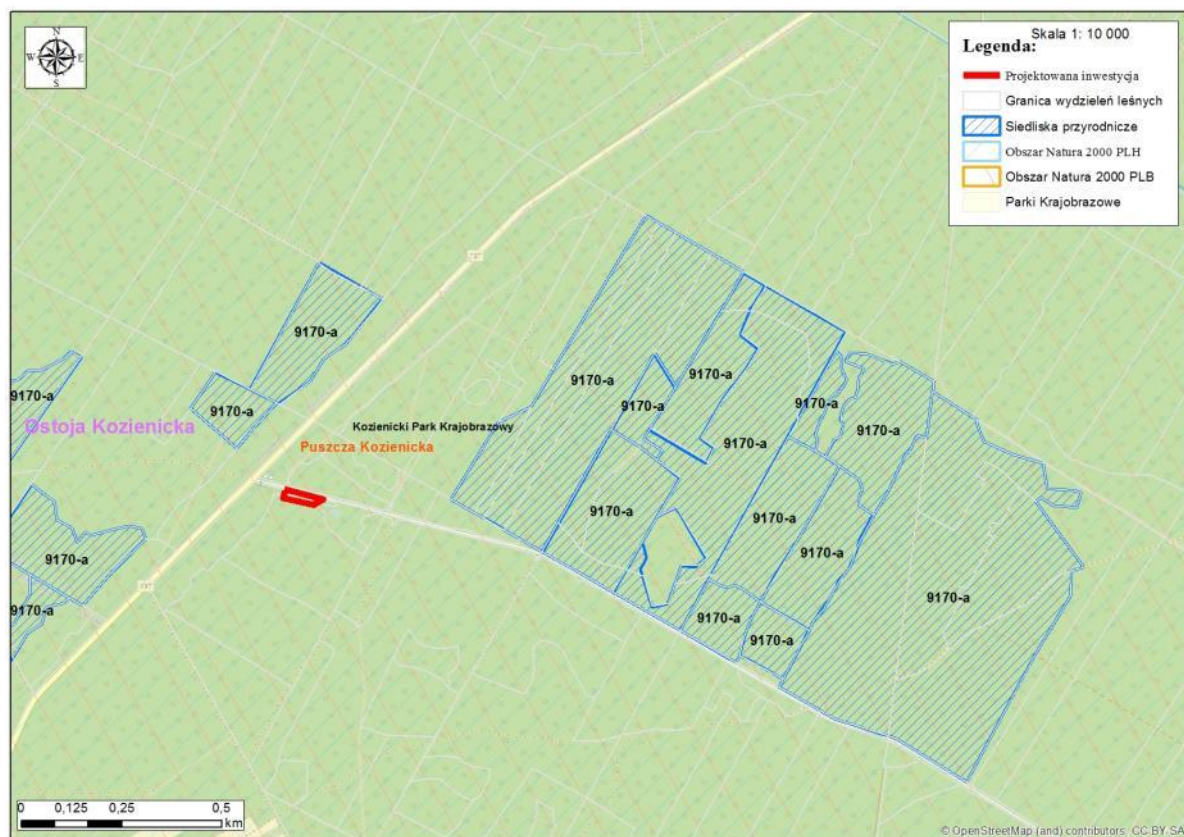 N
W E
S
Skala 1: 10 000
Legenda:
Projektowana inwestycja
Granica wydzieleń leśnych
Siedliska przyrodnicze
Obszar Natura 2000 PLH
Obszar Natura 2000 PLB
Parki Krajobrazowe
9170-a
9170-a
9170-a
9170-a
9170-a
9170-a
9170-a
9170-a
9170-a
Ostoja Kozienicka
Kozienicki Park Krajobrazowy
Puszcza Kozienicka
9170-a
9170-a
9170-a
9170-a
9170-a
9170-a
9170-a
9170-a
737
737
0 0,125 0,25 0,5
km
© OpenStreetMap (and) contributors, CC-BY-SA